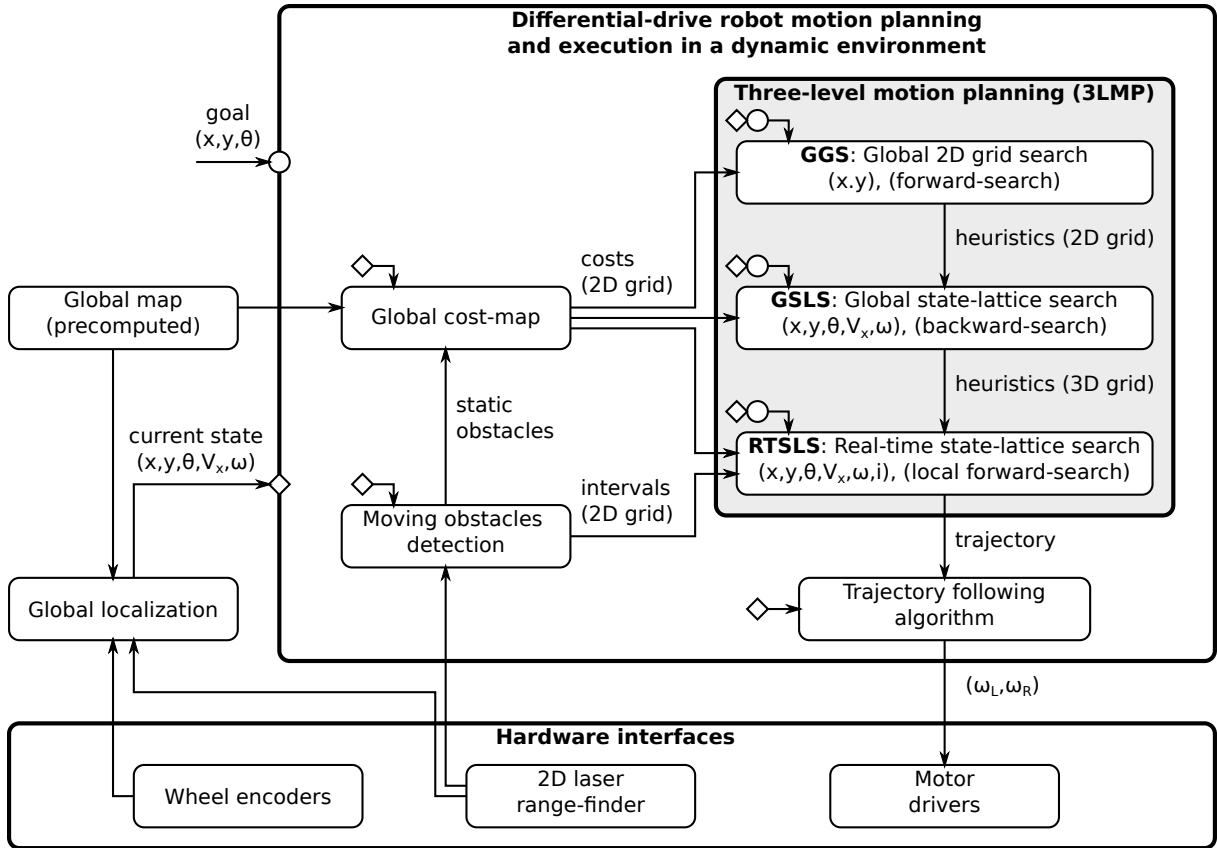 Differential-drive robot motion planning
and execution in a dynamic environment
Three-level motion planning (3LMP)
goal
(x,y,θ)
GGS: Global 2D grid search
(x.y), (forward-search)
heuristics (2D grid)
costs
(2D grid)
Global map
(precomputed)
Global cost-map
GSLS: Global state-lattice search
(x,y,θ,Vₓ,ω), (backward-search)
heuristics (3D grid)
static
obstacles
current state
(x,y,θ,Vₓ,ω)
RTSLS: Real-time state-lattice search
(x,y,θ,Vₓ,ω,i), (local forward-search)
intervals
(2D grid)
Moving obstacles
detection
trajectory
Global localization
Trajectory following
algorithm
(ω_L,ω_R)
Hardware interfaces
Wheel encoders
2D laser
range-finder
Motor
drivers